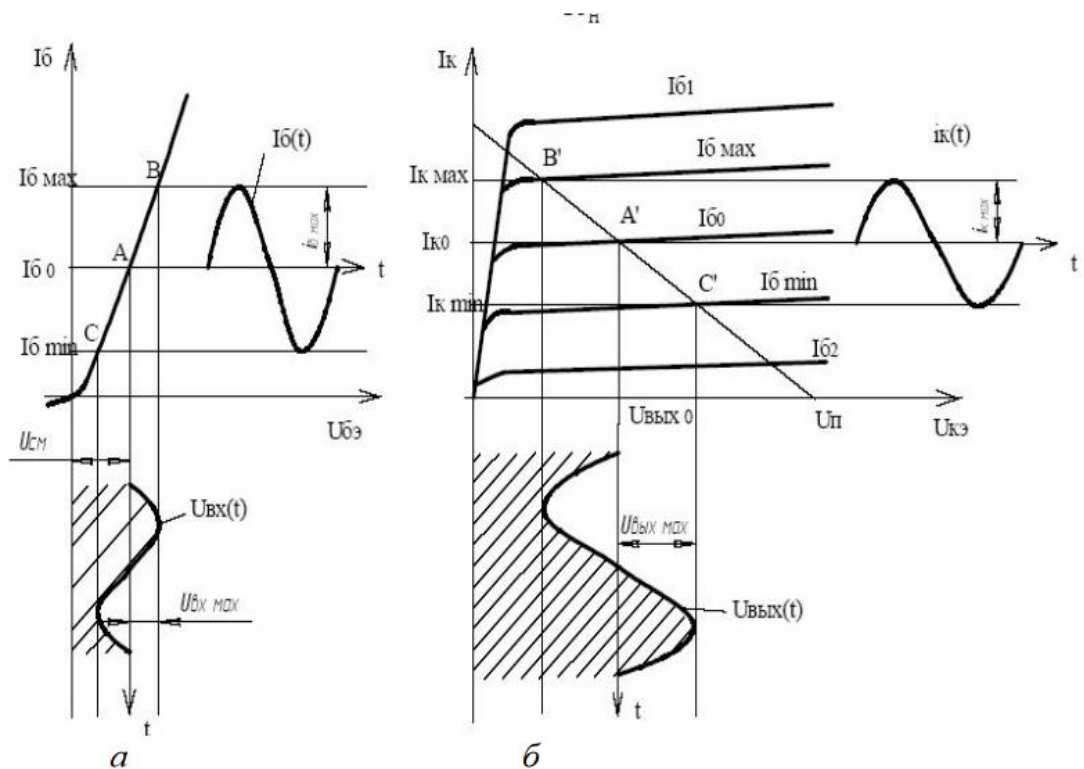 Iб
Iб(t)
Iб max
B
iб max
A
Iб 0
t
C
Iб min
Uбэ
Uсм
Uвх(t)
Uвх max
t
а
н
Iк
Iб1
iк(t)
B'
Iб max
Iк max
iк max
A'
Iб0
Iк0
t
C'
Iб min
Iк min
Iб2
Uвых 0
Uп
Uкэ
Uвых max
Uвых(t)
t
б